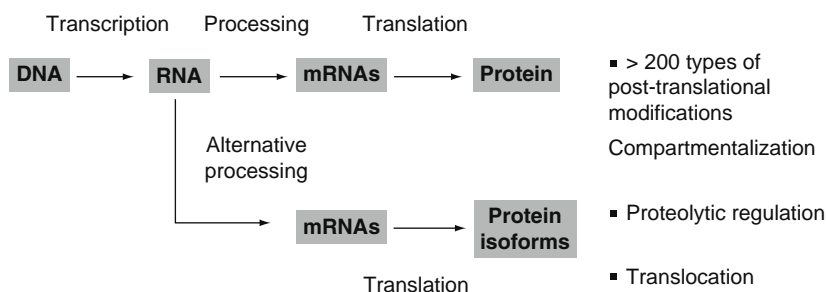 Transcription Processing Translation
DNA RNA mRNAs Protein
▪ > 200 types of
post-translational
modifications
Compartmentalization
Alternative
processing
mRNAs
Protein
isoforms
▪ Proteolytic regulation
Translation
▪ Translocation